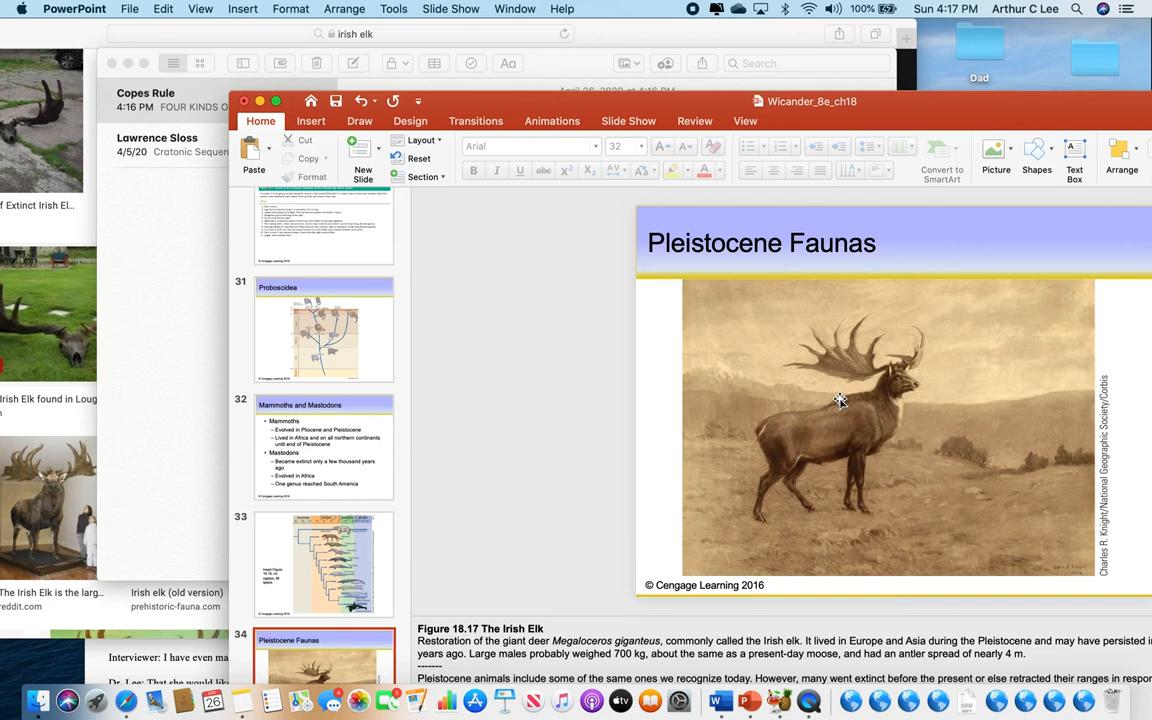 PowerPoint File Edit View Insert Format Arrange Tools Slide Show Window Help 100% Sun 4:17 PM Arthur C Lee
irish elk
Dad
Search
Copes Rule
4:16 PM FOUR KINDS O
Lawrence Sloss
4/5/20 Cratonic Sequen
Wicander_8e_ch18
Home Insert Draw Design Transitions Animations Slide Show Review View
Paste
Cut
Copy
Format
New
Slide
Layout
Reset
Section
Arial 32
Convert to
SmartArt
Picture
Shapes
Text
Box
Arrange
f Extinct Irish El...
Irish Elk found in Loug
The Irish Elk is the larg...
reddit.com
Irish elk (old version)
prehistoric-fauna.com
Interviewer: I have even ma
Dr. Lee: That she would like
© Cengage Learning 2016
31
Proboscidea
32
Mammoths and Mastodons
• Mammoths
– Evolved in Pliocene and Pleistocene
– Lived in Africa and on all northern continents
until end of Pleistocene
• Mastodons
– Became extinct only a few thousand years
ago
– Evolved in Africa
– One genus reached South America
© Cengage Learning 2016
33
34
Pleistocene Faunas
Pleistocene Faunas
Charles R. Knight/National Geographic Society/Corbis
© Cengage Learning 2016
Figure 18.17 The Irish Elk
Restoration of the giant deer Megaloceros giganteus, commonly called the Irish elk. It lived in Europe and Asia during the Pleistocene and may have persisted
years ago. Large males probably weighed 700 kg, about the same as a present-day moose, and had an antler spread of nearly 4 m.
-------
Pleistocene animals include some of the same ones we recognize today. However, many went extinct before the present or else retracted their ranges in
APR
26